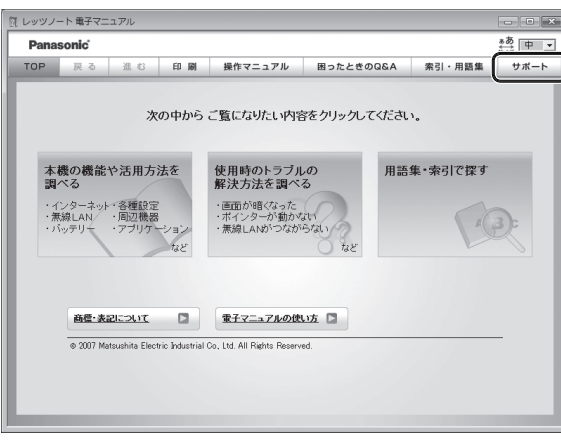 レッツノート 電子マニュアル
Panasonic
ああ 中
TOP 戻る 進む 印刷 操作マニュアル 困ったときのQ&A 索引・用語集 サポート
次の中から ご覧になりたい内容をクリックしてください。
本機の機能や活用方法を
調べる
・インターネット・各種設定
・無線LAN ・周辺機器
・バッテリー ・アプリケーション
など
使用時のトラブルの
解決方法を調べる
・画面が暗くなった
・ポインターが動かない
・無線LANがつながらない
など
用語集・索引で探す
商標・表記について
電子マニュアルの使い方
© 2007 Matsushita Electric Industrial Co., Ltd. All Rights Reserved.